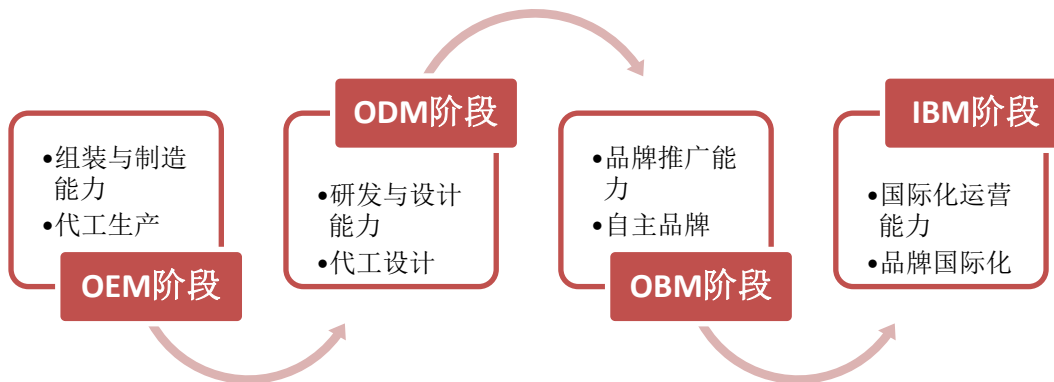 •组装与制造
能力
•代工生产
OEM阶段
ODM阶段
•研发与设计
能力
•代工设计
•品牌推广能
力
•自主品牌
OBM阶段
IBM阶段
•国际化运营
能力
•品牌国际化